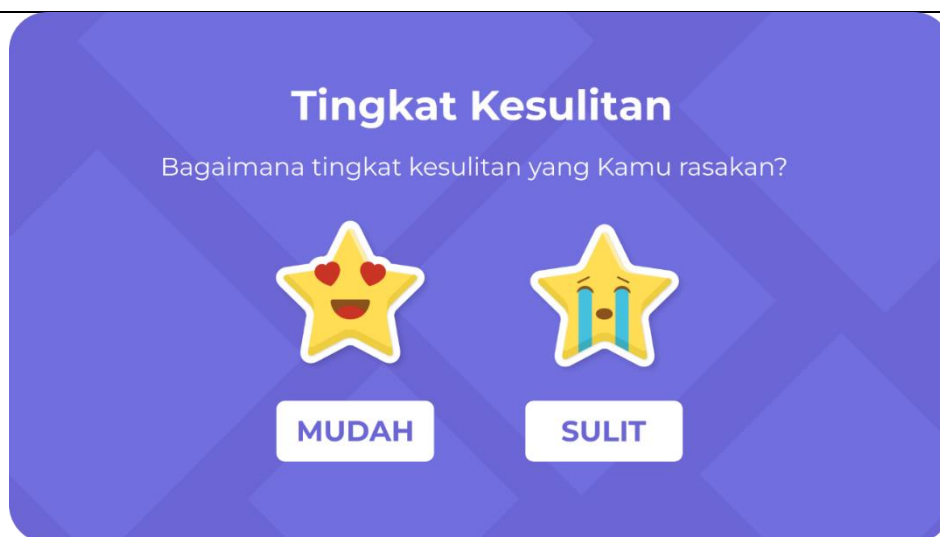 Tingkat Kesulitan
Bagaimana tingkat kesulitan yang Kamu rasakan?
MUDAH
SULIT